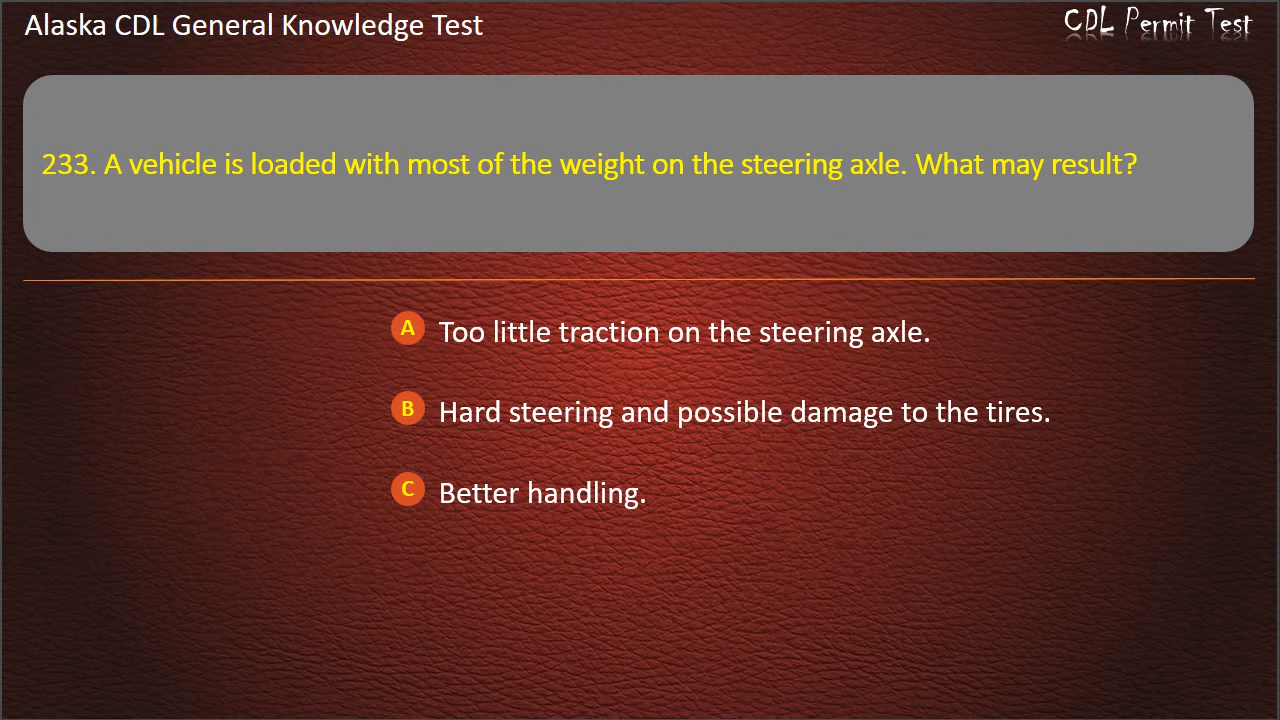 Alaska CDL General Knowledge Test
CDL Permit Test
233. A vehicle is loaded with most of the weight on the steering axle. What may result?
A Too little traction on the steering axle.
B Hard steering and possible damage to the tires.
C Better handling.